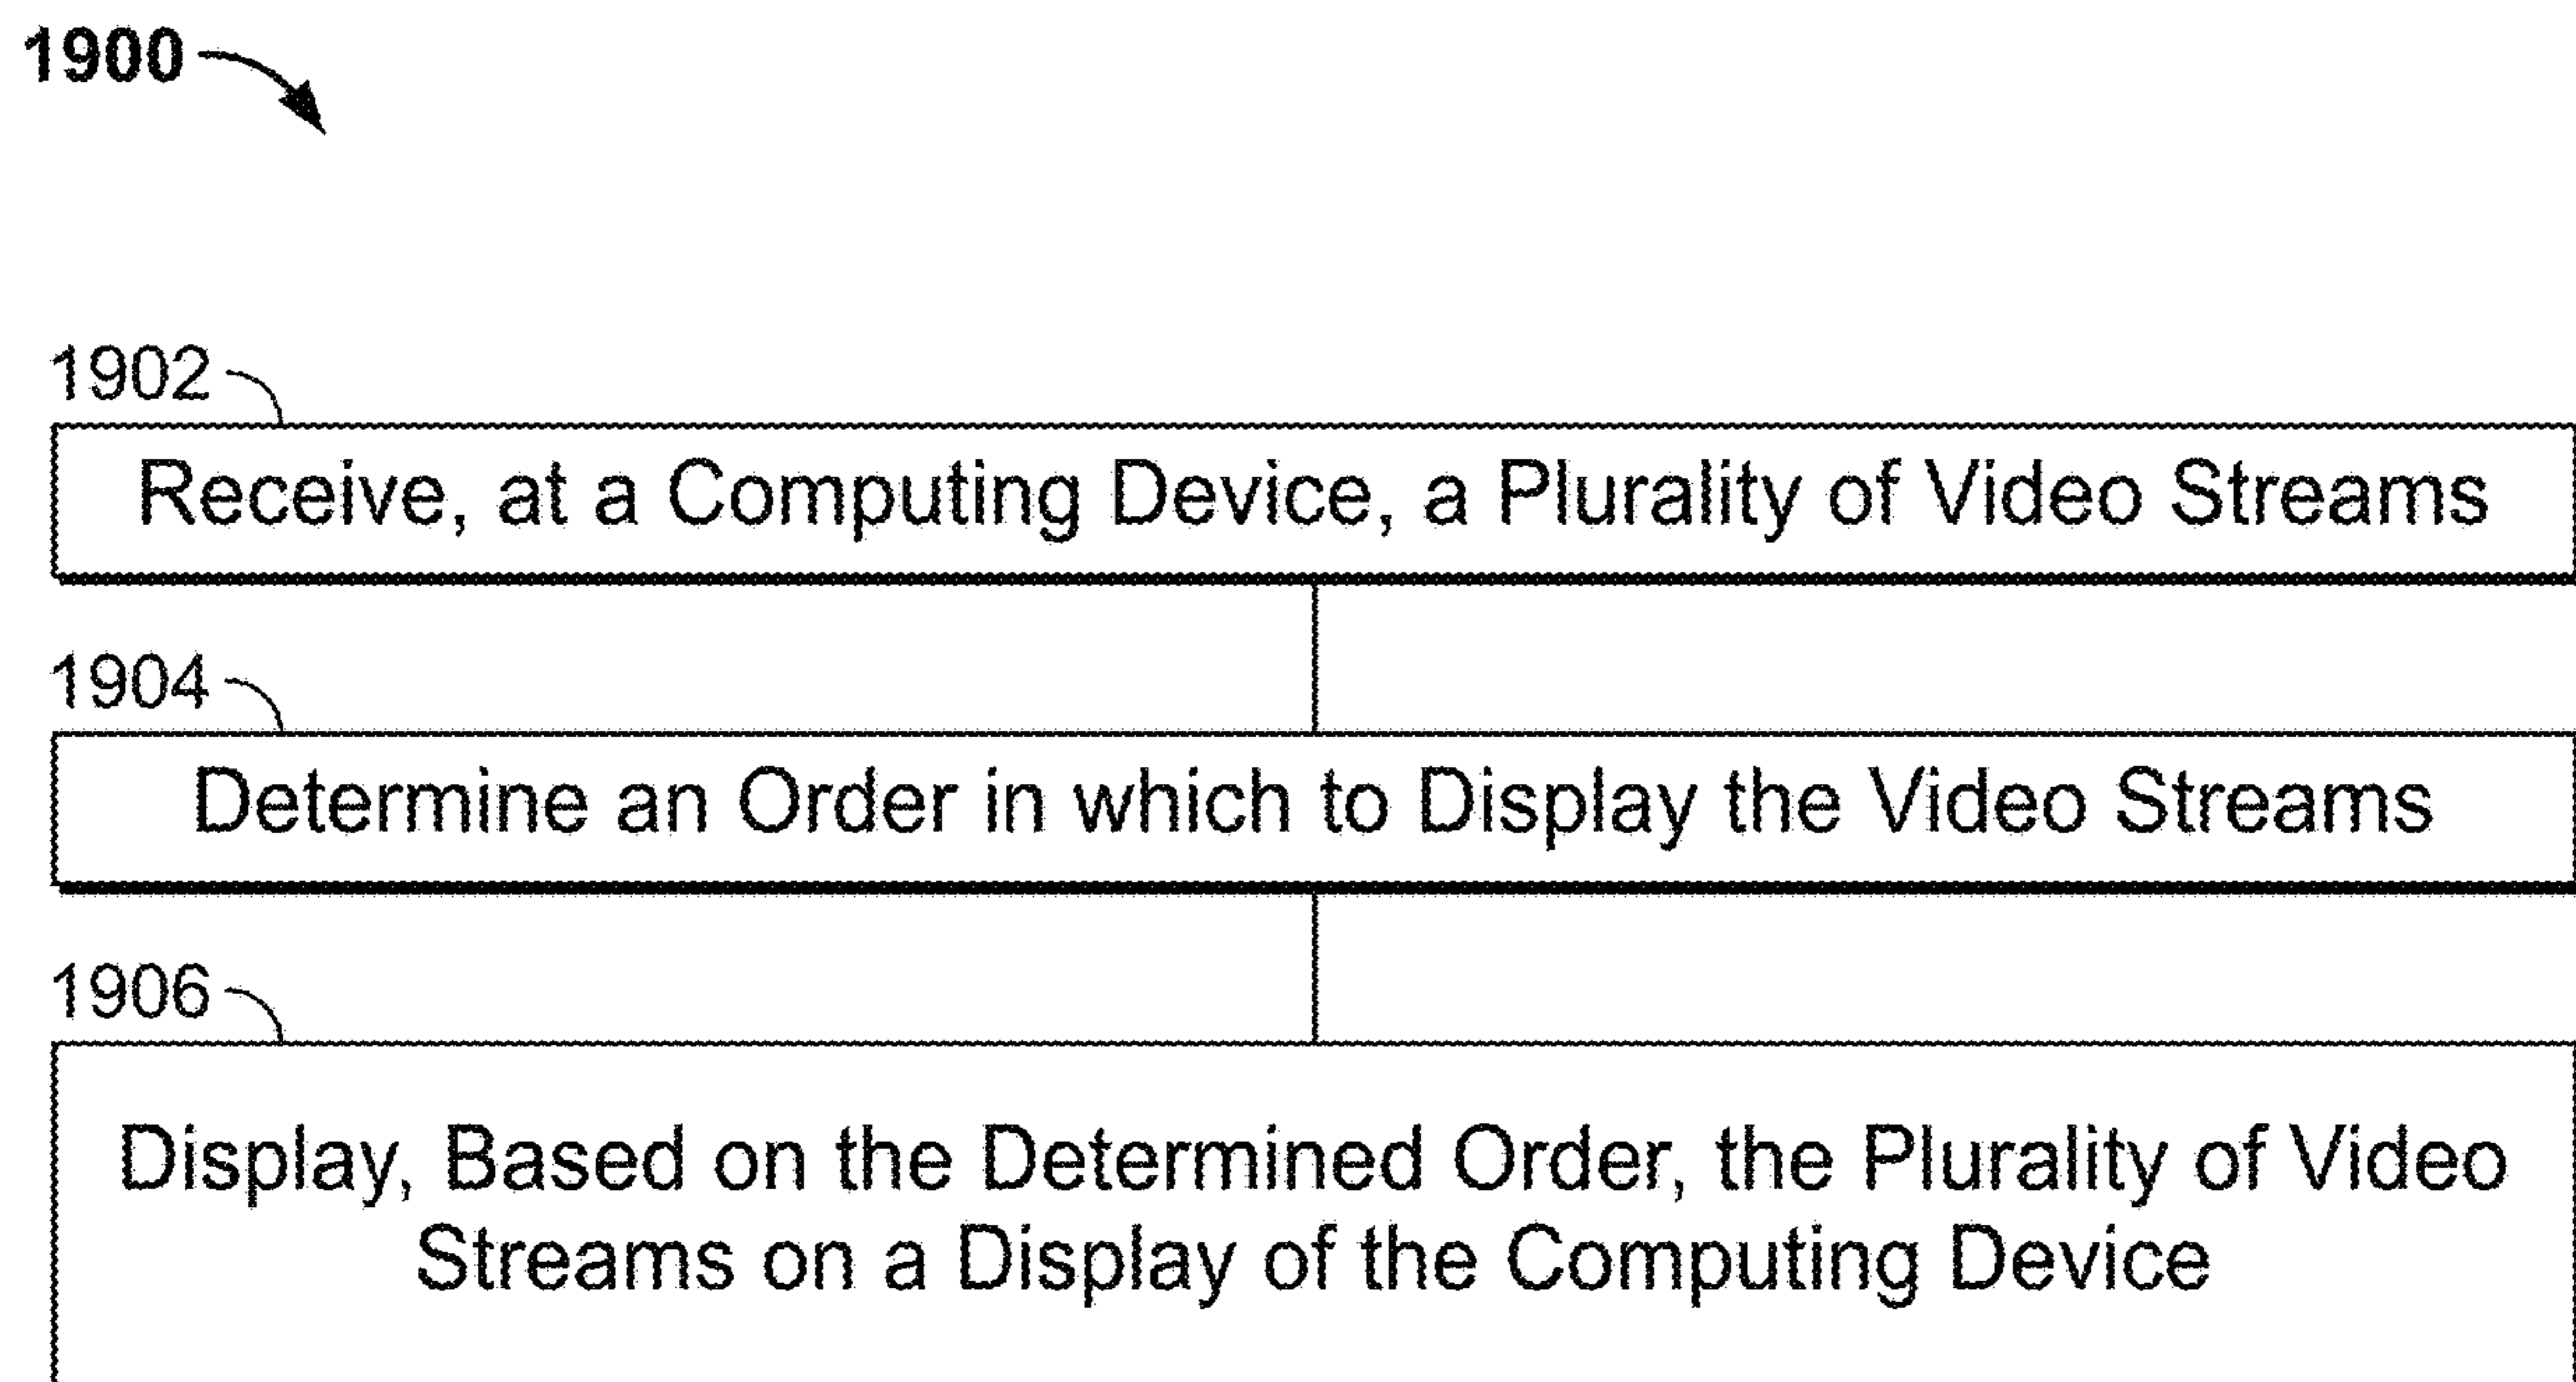 1900
1902
Receive, at a Computing Device, a Plurality of Video Streams
1904
Determine an Order in which to Display the Video Streams
1906
Display, Based on the Determined Order, the Plurality of Video
Streams on a Display of the Computing Device